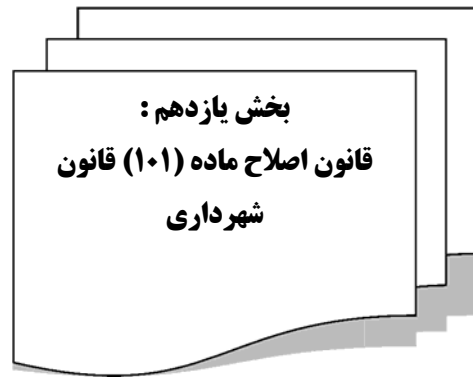 بخش یازدهم :
قانون اصلاح ماده (۱۰۱) قانون
شهرداری